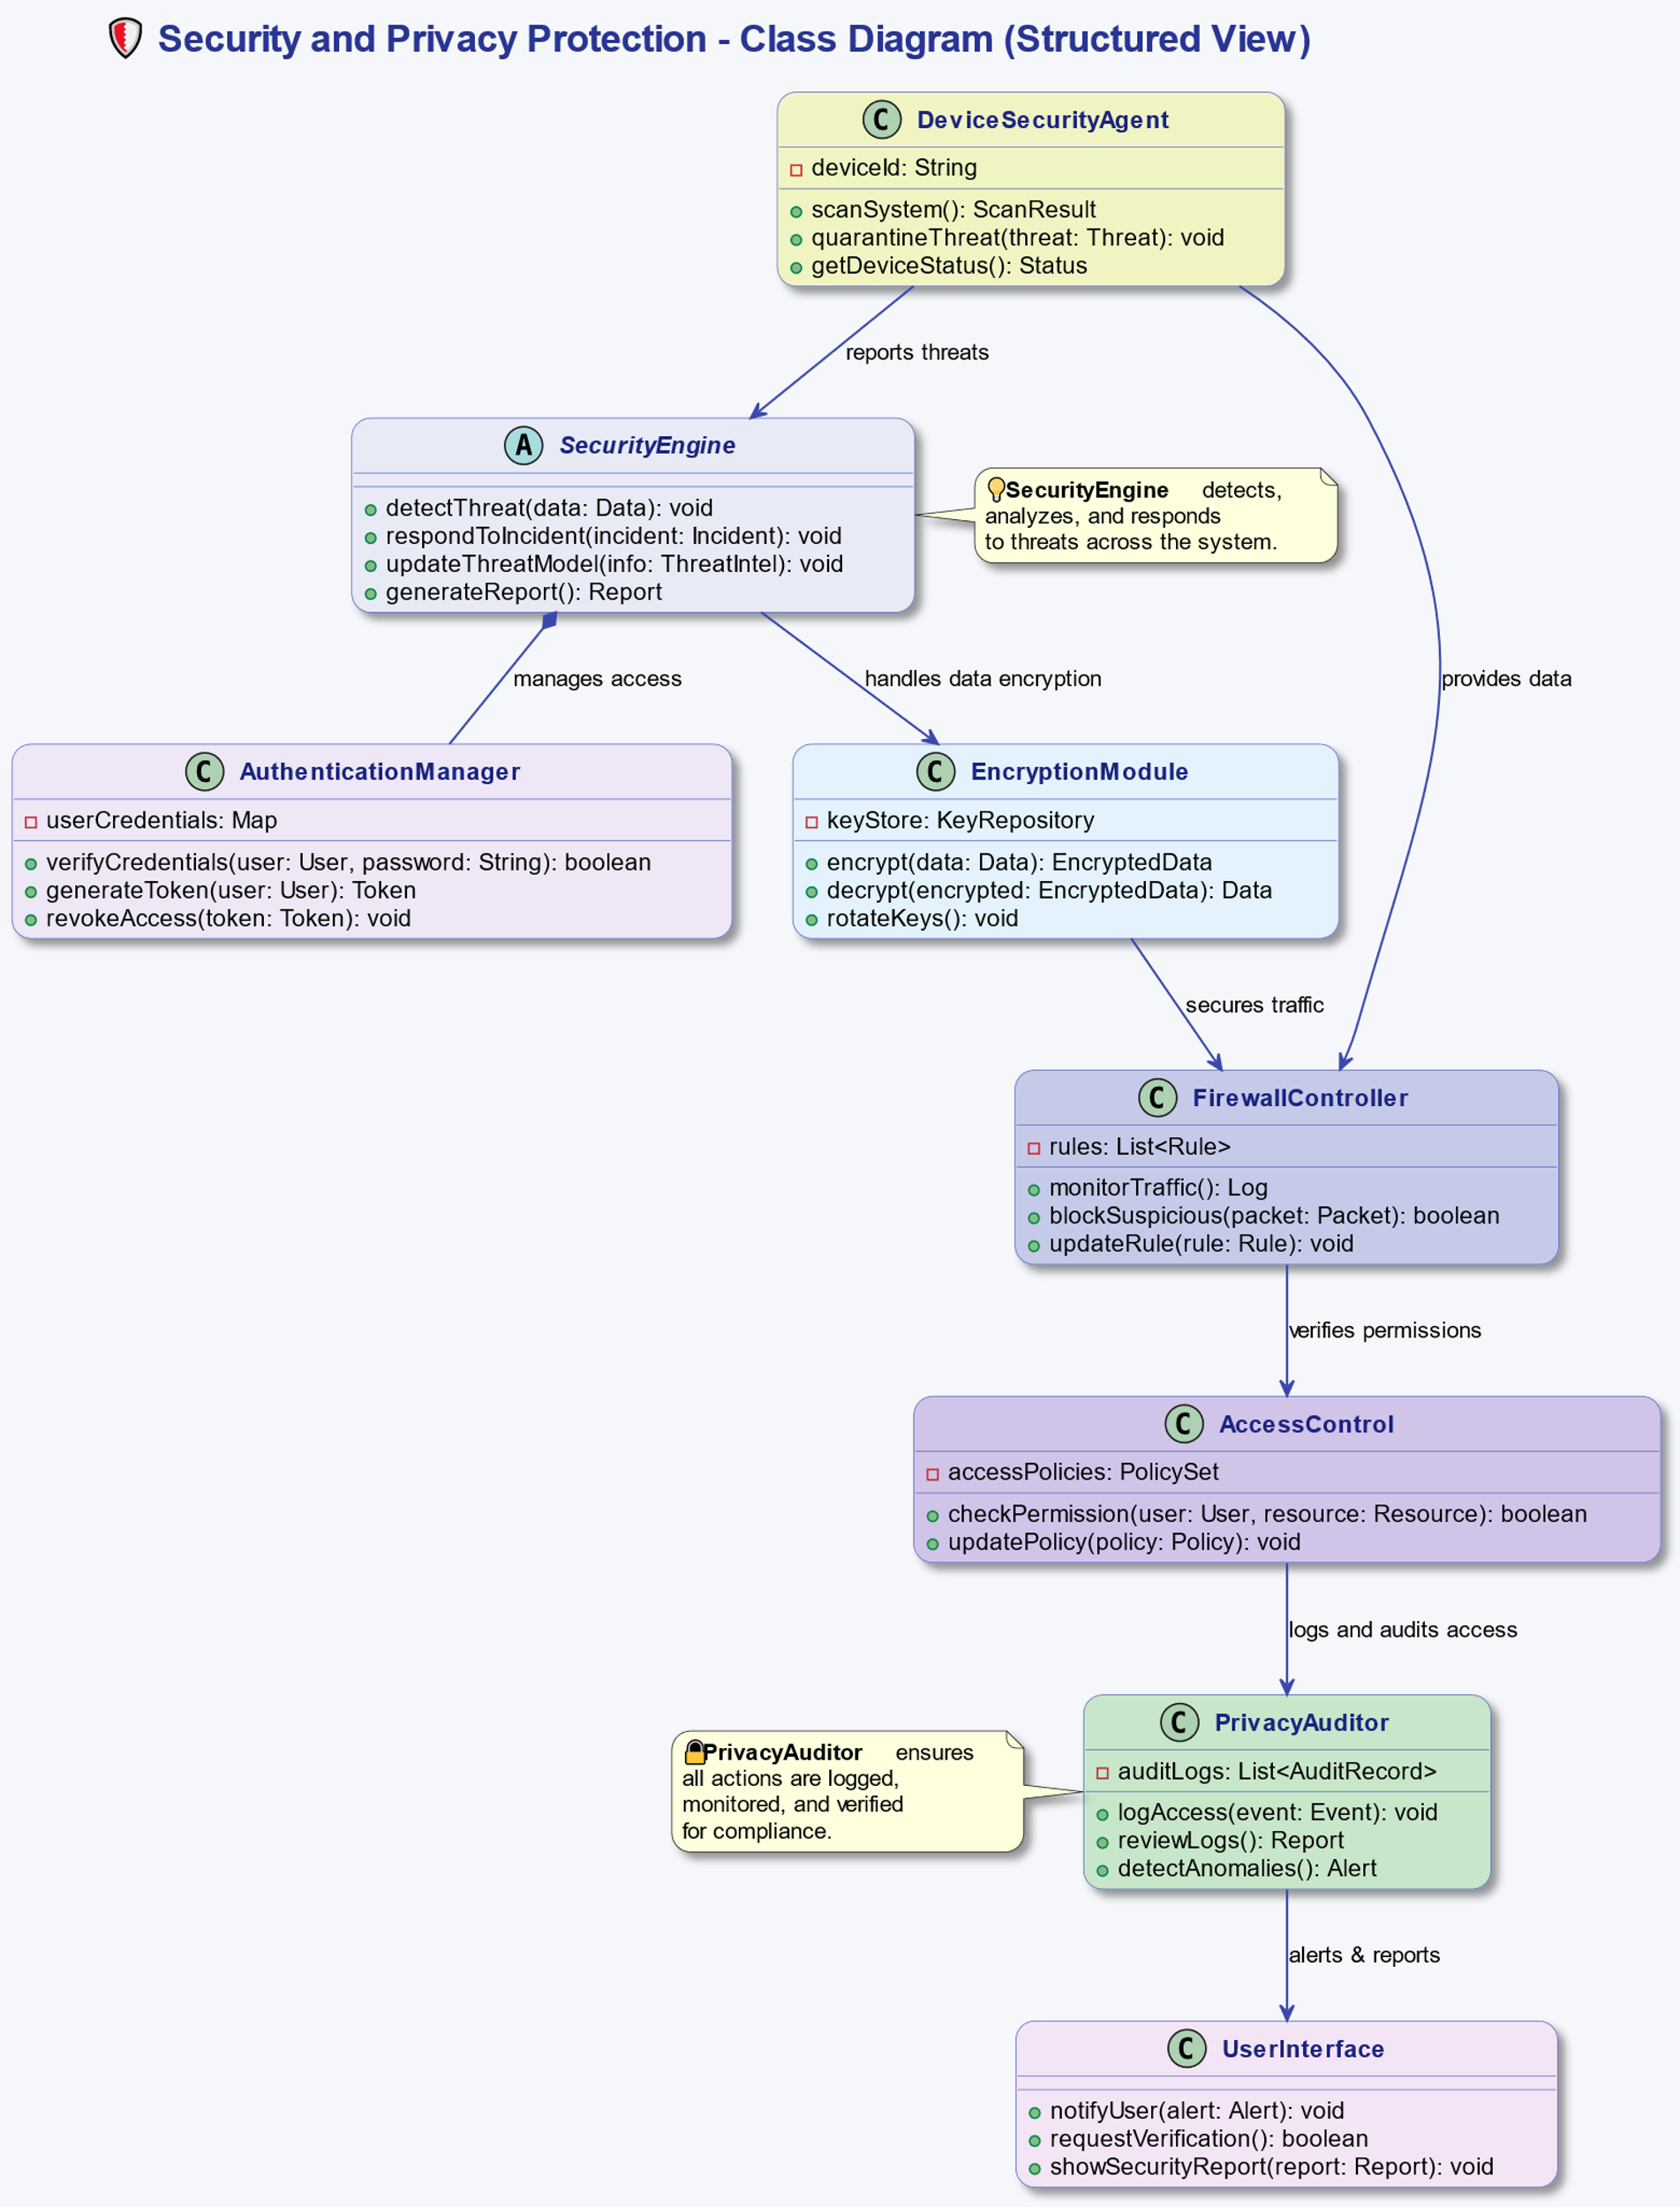 Security and Privacy Protection - Class Diagram (Structured View)
C DeviceSecurityAgent
deviceId: String
scanSystem(): ScanResult
quarantineThreat(threat: Threat): void
getDeviceStatus(): Status
reports threats
A SecurityEngine
detectThreat(data: Data): void
respondToIncident(incident: Incident): void
updateThreatModel(info: ThreatIntel): void
generateReport(): Report
SecurityEngine detects,
analyzes, and responds
to threats across the system.
manages access
handles data encryption
provides data
C AuthenticationManager
userCredentials: Map
verifyCredentials(user: User, password: String): boolean
generateToken(user: User): Token
revokeAccess(token: Token): void
C EncryptionModule
keyStore: KeyRepository
encrypt(data: Data): EncryptedData
decrypt(encrypted: EncryptedData): Data
rotateKeys(): void
secures traffic
C FirewallController
rules: List<Rule>
monitorTraffic(): Log
blockSuspicious(packet: Packet): boolean
updateRule(rule: Rule): void
verifies permissions
C AccessControl
accessPolicies: PolicySet
checkPermission(user: User, resource: Resource): boolean
updatePolicy(policy: Policy): void
logs and audits access
PrivacyAuditor ensures
all actions are logged,
monitored, and verified
for compliance.
C PrivacyAuditor
auditLogs: List<AuditRecord>
logAccess(event: Event): void
reviewLogs(): Report
detectAnomalies(): Alert
alerts & reports
C UserInterface
notifyUser(alert: Alert): void
requestVerification(): boolean
showSecurityReport(report: Report): void